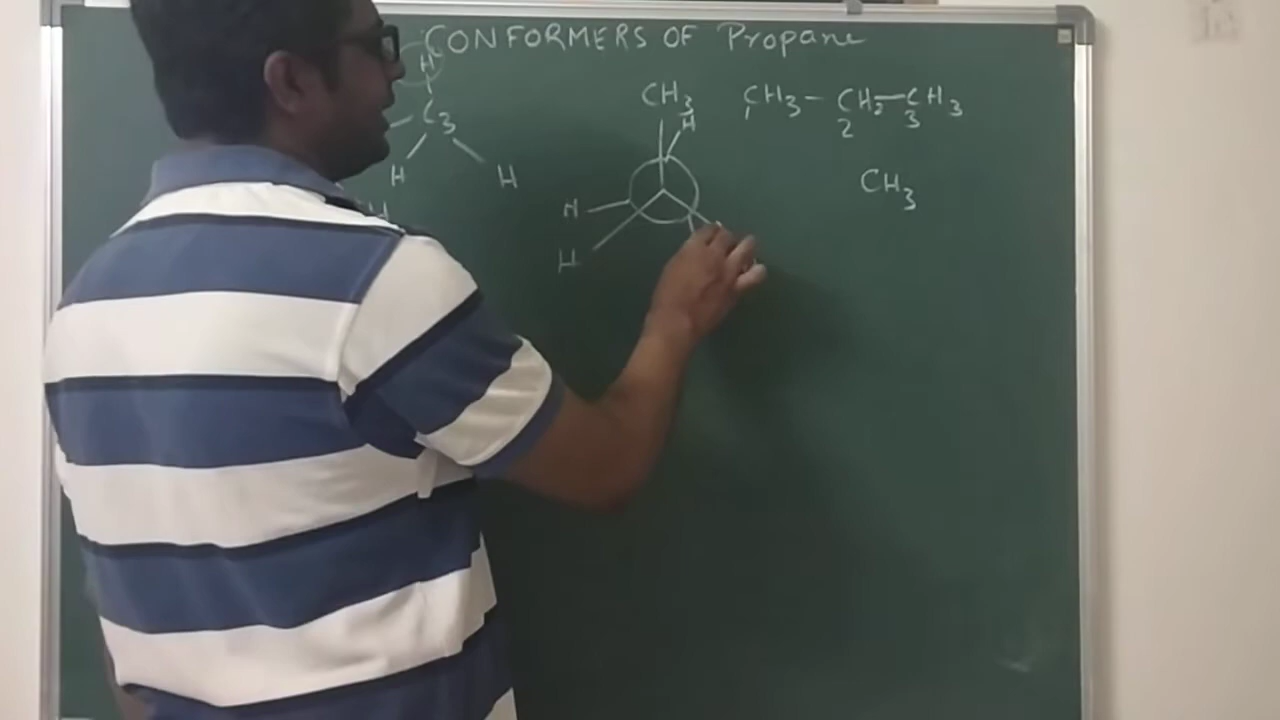 CONFORMERS OF Propane
H
C3
H H
H
CH3
H
H
H
CH3 - CH2 - CH3
1 2 3
CH3